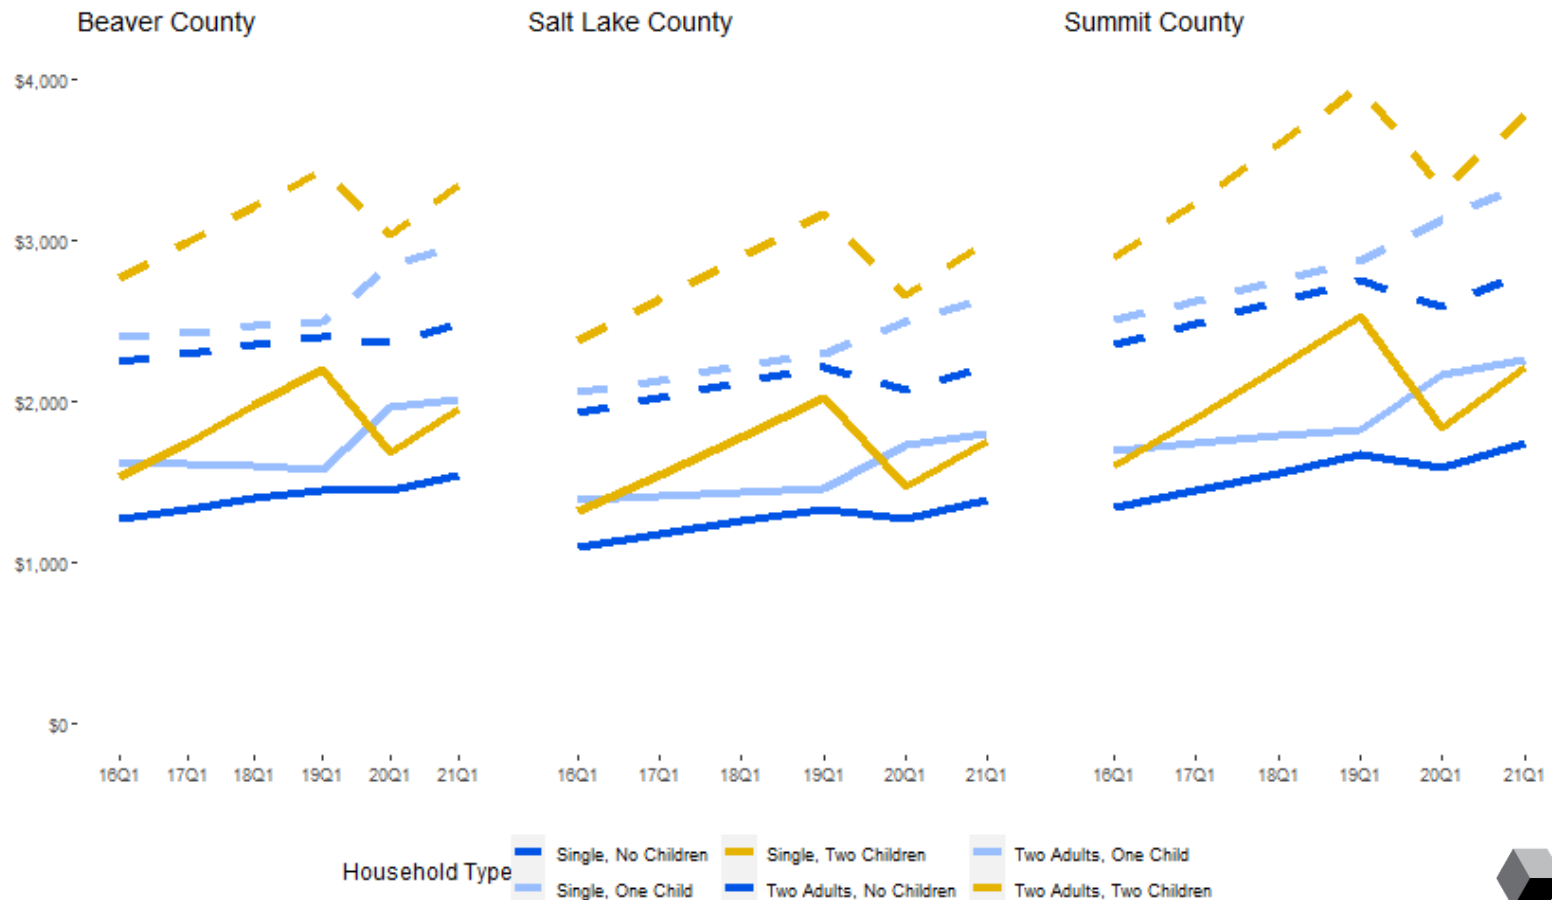 Beaver County
Salt Lake County
Summit County
$4,000
$3,000
$2,000
$1,000
$0
16Q1 17Q1 18Q1 19Q1 20Q1 21Q1
16Q1 17Q1 18Q1 19Q1 20Q1 21Q1
16Q1 17Q1 18Q1 19Q1 20Q1 21Q1
Household Type
Single, No Children
Single, Two Children
Two Adults, One Child
Single, One Child
Two Adults, No Children
Two Adults, Two Children